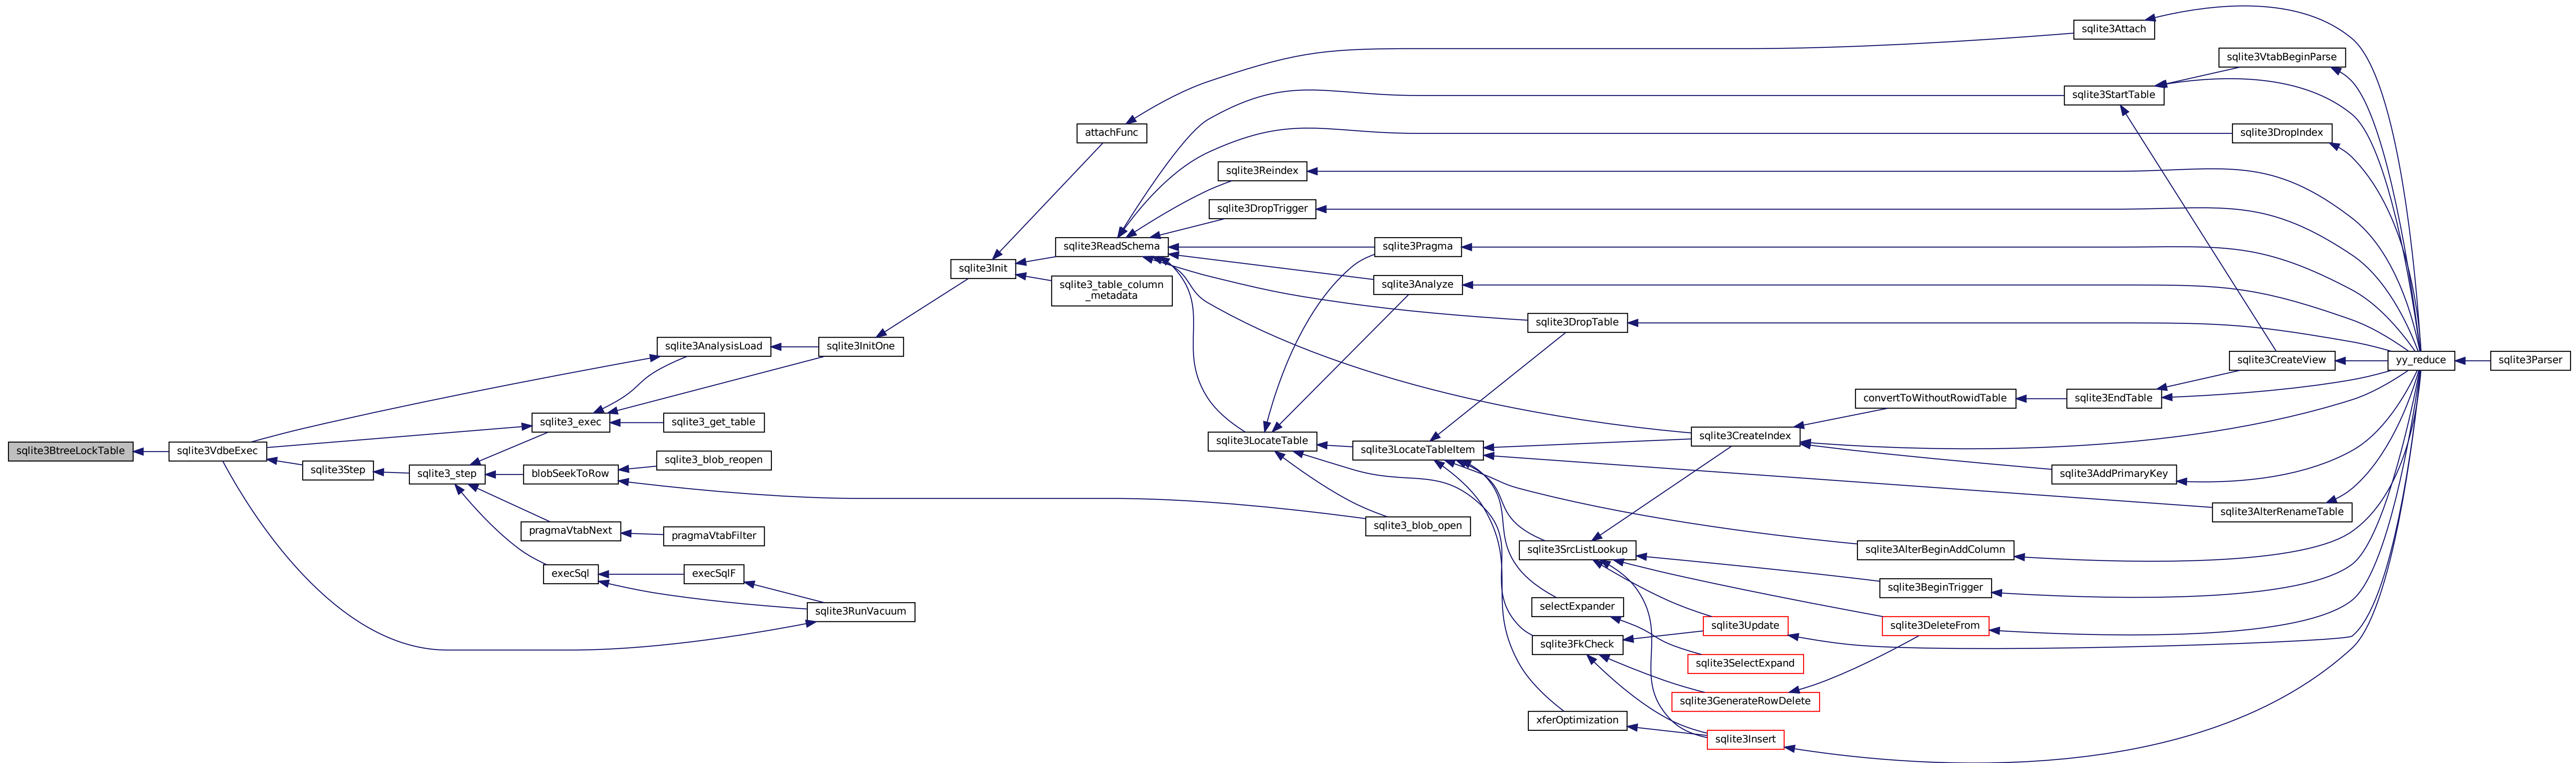 sqlite3Attach
sqlite3VtabBeginParse
sqlite3StartTable
attachFunc
sqlite3DropIndex
sqlite3Reindex
sqlite3DropTrigger
sqlite3ReadSchema
sqlite3Pragma
sqlite3Init
sqlite3_table_column
_metadata
sqlite3Analyze
sqlite3DropTable
sqlite3AnalysisLoad
sqlite3InitOne
sqlite3CreateView
yy_reduce
sqlite3Parser
convertToWithoutRowidTable
sqlite3EndTable
sqlite3_exec
sqlite3_get_table
sqlite3LocateTable
sqlite3CreateIndex
sqlite3BtreeLockTable
sqlite3VdbeExec
sqlite3LocateTableItem
sqlite3_blob_reopen
sqlite3Step
sqlite3_step
blobSeekToRow
sqlite3AddPrimaryKey
sqlite3AlterRenameTable
sqlite3_blob_open
pragmaVtabNext
pragmaVtabFilter
sqlite3SrcListLookup
sqlite3AlterBeginAddColumn
execSql
execSqlF
sqlite3BeginTrigger
sqlite3RunVacuum
selectExpander
sqlite3Update
sqlite3DeleteFrom
sqlite3FkCheck
sqlite3SelectExpand
sqlite3GenerateRowDelete
xferOptimization
sqlite3Insert